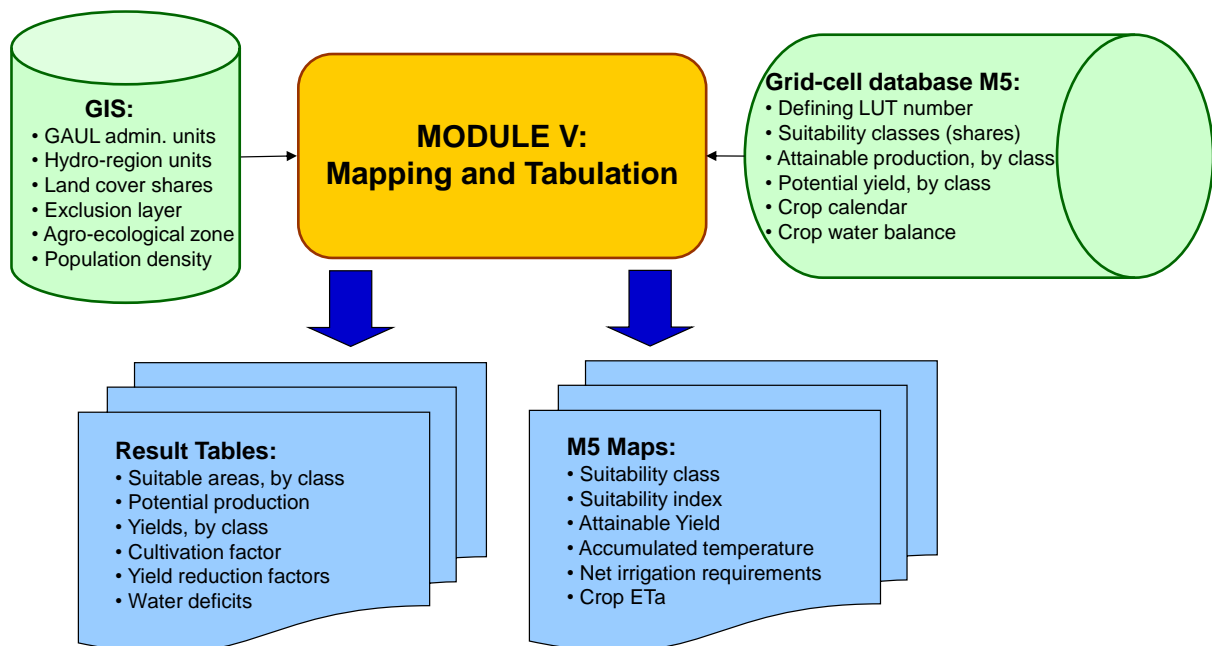 GIS:
• GAUL admin. units
• Hydro-region units
• Land cover shares
• Exclusion layer
• Agro-ecological zone
• Population density
MODULE V:
Mapping and Tabulation
Grid-cell database M5:
• Defining LUT number
• Suitability classes (shares)
• Attainable production, by class
• Potential yield, by class
• Crop calendar
• Crop water balance
Result Tables:
• Suitable areas, by class
• Potential production
• Yields, by class
• Cultivation factor
• Yield reduction factors
• Water deficits
M5 Maps:
• Suitability class
• Suitability index
• Attainable Yield
• Accumulated temperature
• Net irrigation requirements
• Crop ETa